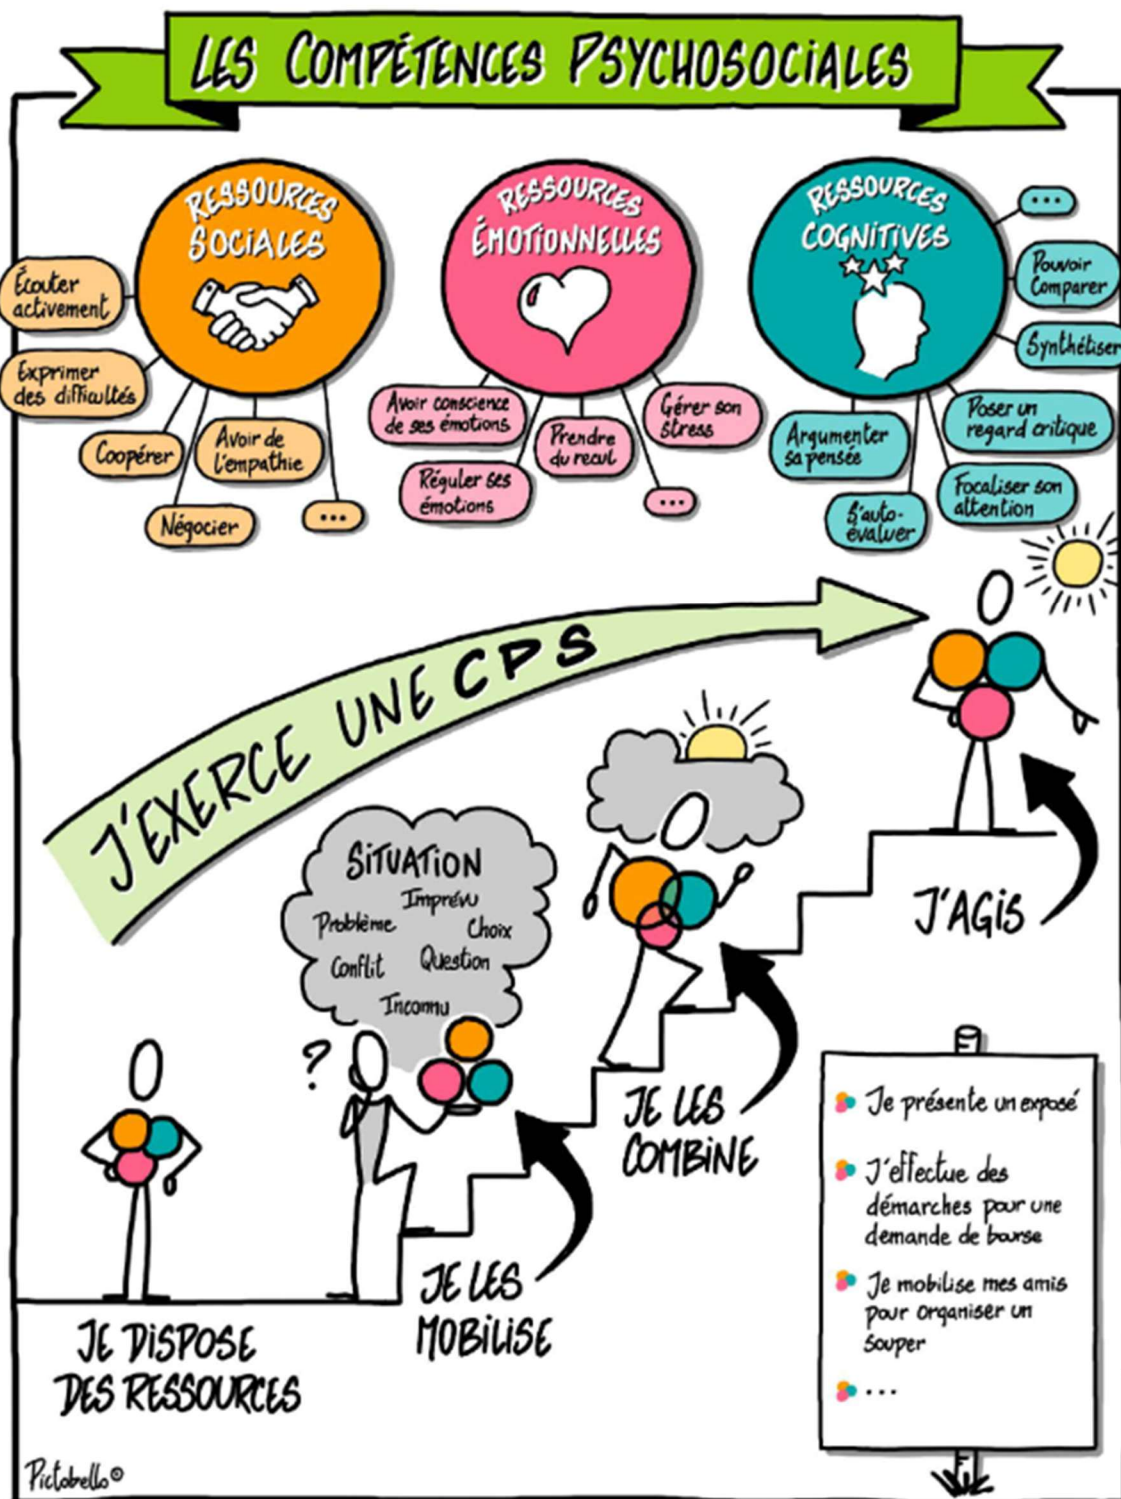 LES COMPÉTENCES PSYCHOSOCIALES
RESSOURCES
SOCIALES
Écouter
activement
Exprimer
des difficultés
Coopérer
Négocier
Avoir de
l'empathie
...
RESSOURCES
ÉMOTIONNELLES
Avoir conscience
de ses émotions
Réguler ses
émotions
Prendre
du recul
Gérer son
stress
...
RESSOURCES
COGNITIVES
...
Pouvoir
Comparer
Synthétiser
Poser un
regard critique
Focaliser son
attention
S'auto-
évaluer
Argumenter
sa pensée
J'EXERCE UNE CPS
SITUATION
Imprévu
Problème
Choix
Conflit
Question
Inconnu
?
JE DISPOSE
DES RESSOURCES
JE LES
MOBILISE
JE LES
COMBINE
J'AGIS
Je présente un exposé
J'effectue des
démarches pour une
demande de bourse
Je mobilise mes amis
pour organiser un
souper
...
Pictobello©